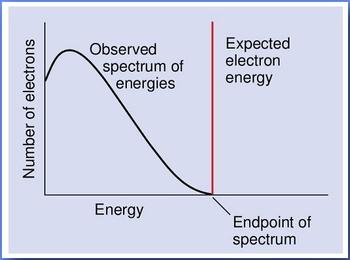 Number of electrons
Observed
spectrum of
energies
Expected
electron
energy
Energy
Endpoint of
spectrum